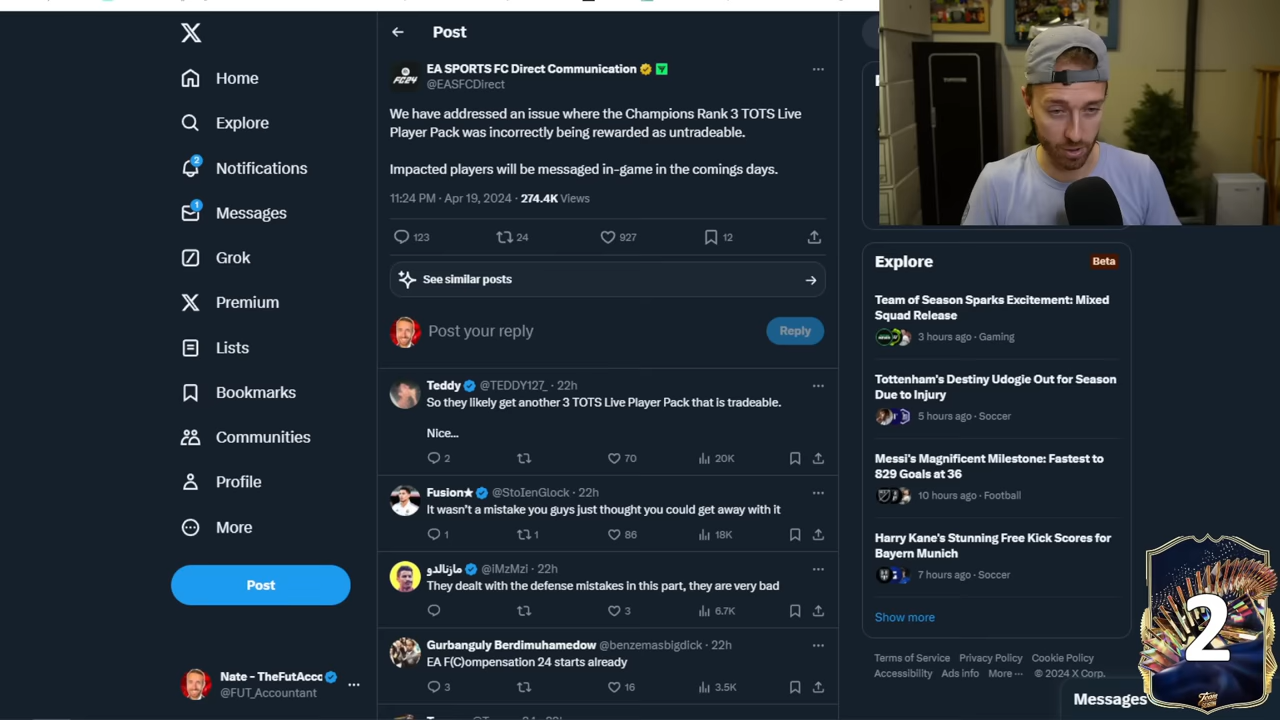 Post
EA SPORTS FC Direct Communication
@EASFCDirect
FC24
We have addressed an issue where the Champions Rank 3 TOTS Live
Player Pack was incorrectly being rewarded as untradeable.
Impacted players will be messaged in-game in the comings days.
11:24 PM · Apr 19, 2024 · 274.4K Views
123
24
927
12
See similar posts
Post your reply
Reply
Teddy @TEDDY127_ · 22h
So they likely get another 3 TOTS Live Player Pack that is tradeable.
Nice...
2
70
20K
Fusion★ @StoIenGlock · 22h
It wasn't a mistake you guys just thought you could get away with it
1
1
86
18K
مازنالدو @iMzMzi · 22h
They dealt with the defense mistakes in this part, they are very bad
3
6.7K
Gurbanguly Berdimuhamedow @benzemasbigdick · 22h
EA F(C)ompensation 24 starts already
3
16
3.5K
Home
Explore
2
Notifications
1
Messages
Grok
Premium
Lists
Bookmarks
Communities
Profile
More
Post
Nate - TheFutAcc
@FUT_Accountant
Explore
Beta
Team of Season Sparks Excitement: Mixed
Squad Release
3 hours ago · Gaming
Tottenham's Destiny Udogie Out for Season
Due to Injury
5 hours ago · Soccer
Messi's Magnificent Milestone: Fastest to
829 Goals at 36
10 hours ago · Football
Harry Kane's Stunning Free Kick Scores for
Bayern Munich
7 hours ago · Soccer
Show more
Terms of Service Privacy Policy Cookie Policy
Accessibility Ads info More ··· © 2024 X Corp.
Messages
2